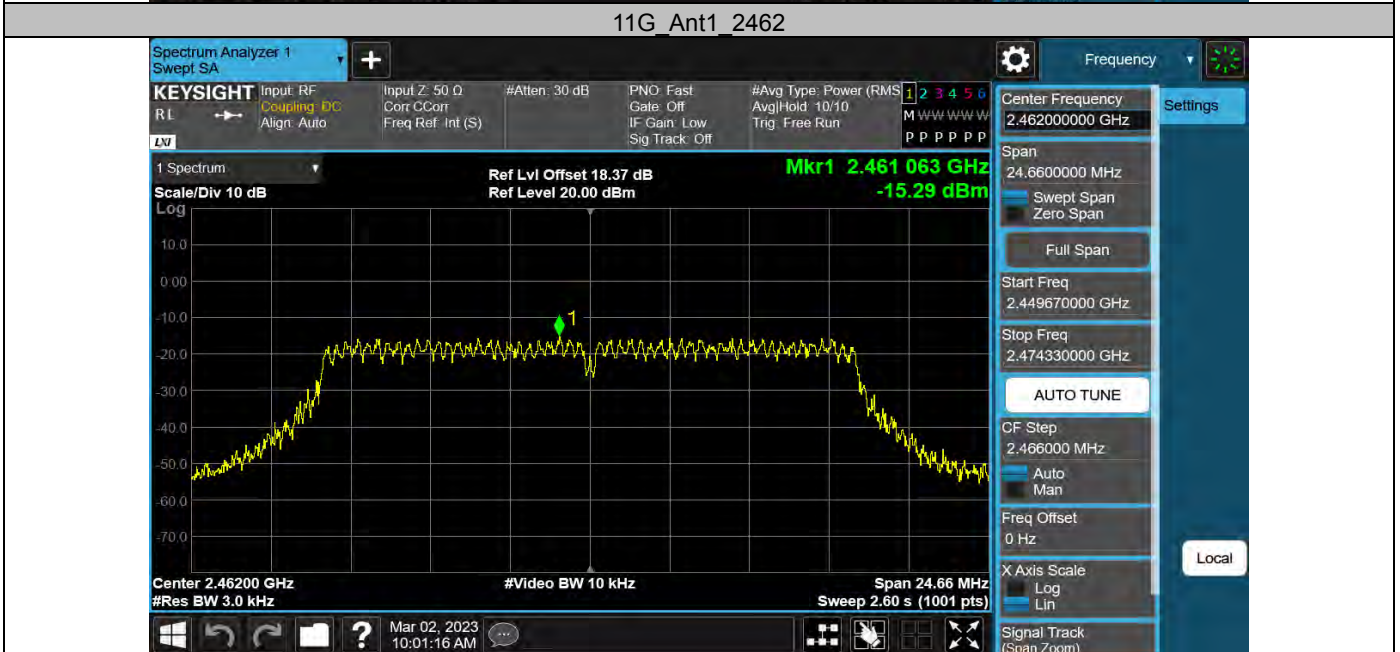 11G_Ant1_2462
Spectrum Analyzer 1
Swept SA
+
Frequency
KEYSIGHT
RL
LXI
Input: RF
Coupling: DC
Align: Auto
Input Z: 50 Ω
Corr CCorr
Freq Ref: Int (S)
#Atten: 30 dB
PNO: Fast
Gate: Off
IF Gain: Low
Sig Track: Off
#Avg Type: Power (RMS
Avg|Hold: 10/10
Trig: Free Run
1 2 3 4 5 6
M W W W W W
P P P P P P
Center Frequency
2.462000000 GHz
Settings
1 Spectrum
Scale/Div 10 dB
Log
Ref Lvl Offset 18.37 dB
Ref Level 20.00 dBm
Mkr1 2.461 063 GHz
-15.29 dBm
Span
24.6600000 MHz
Swept Span
Zero Span
Full Span
Start Freq
2.449670000 GHz
Stop Freq
2.474330000 GHz
AUTO TUNE
CF Step
2.466000 MHz
Auto
Man
Freq Offset
0 Hz
X Axis Scale
Log
Lin
Local
Signal Track
(Span Zoom)
10.0
0.00
-10.0
-20.0
-30.0
-40.0
-50.0
-60.0
-70.0
1
Center 2.46200 GHz
#Res BW 3.0 kHz
#Video BW 10 kHz
Span 24.66 MHz
Sweep 2.60 s (1001 pts)
?
Mar 02, 2023
10:01:16 AM